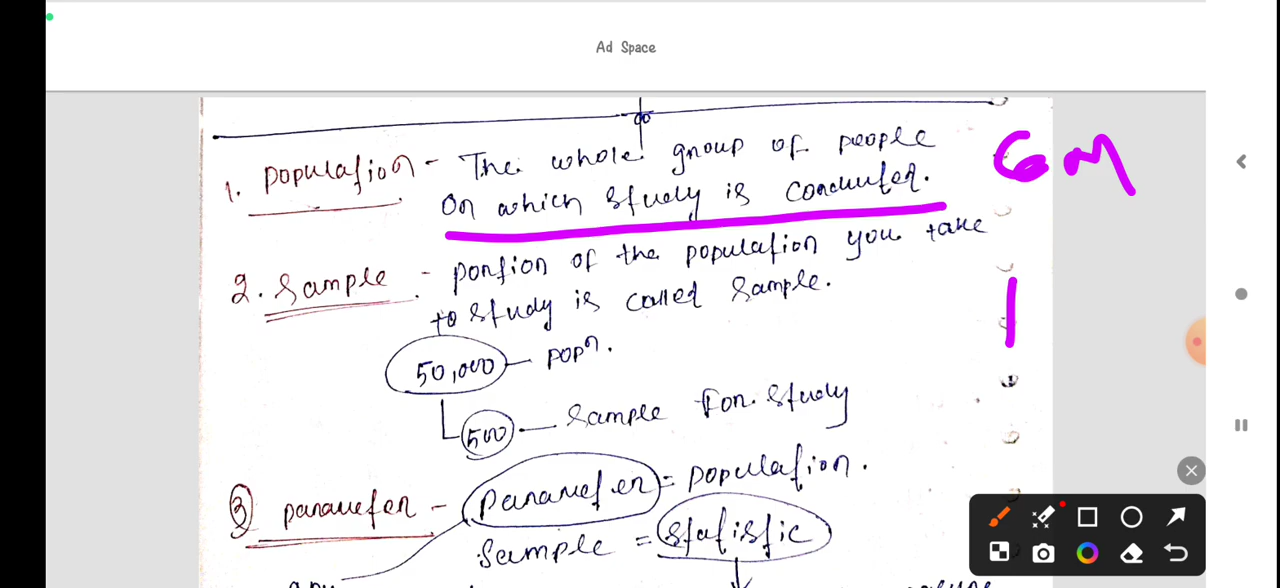 Ad Space
1. population - The whole group of people
on which study is conducted.
GM
2. Sample - portion of the population you take
to study is called sample.
50,000 - popn.
500 - sample for study
③ parameter - parameter = population.
Sample = statistic
any